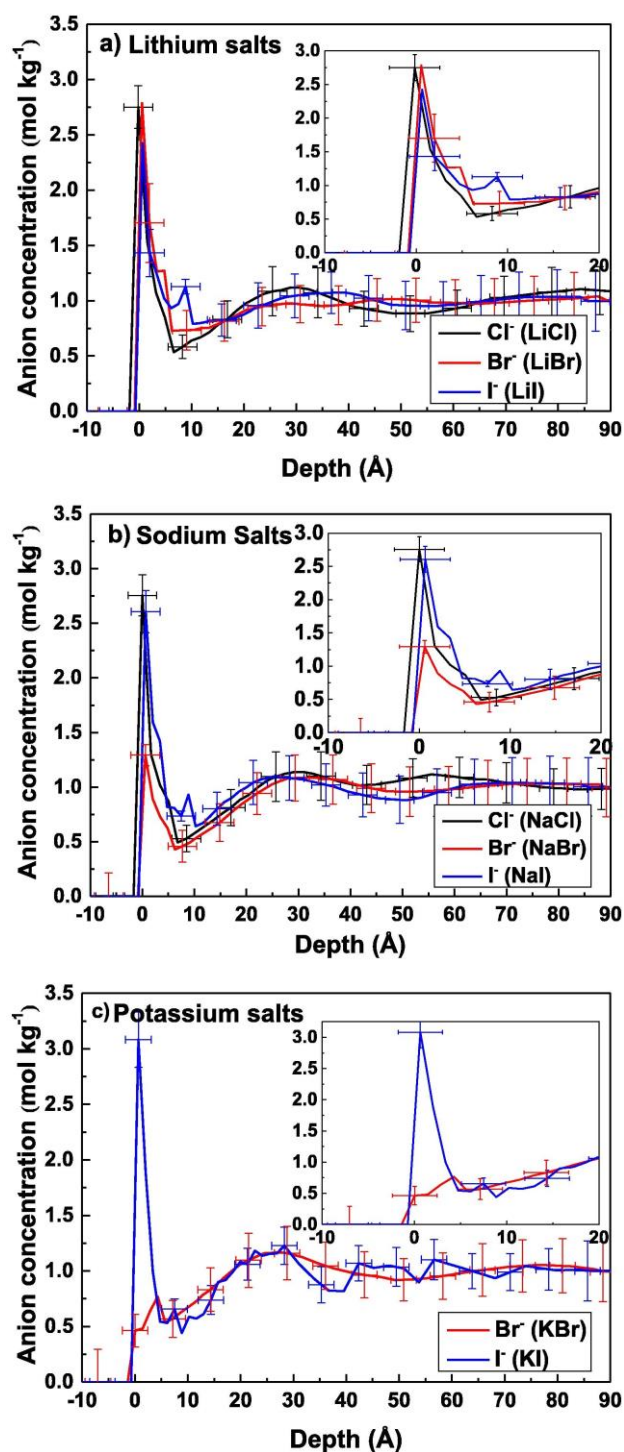 a) Lithium salts
Anion concentration (mol kg⁻¹)
3.5
3.0
2.5
2.0
1.5
1.0
0.5
0.0
-10 0 10 20 30 40 50 60 70 80 90
Depth (Å)
3.0
2.5
2.0
1.5
1.0
0.5
0.0
-10 0 10 20
Cl⁻ (LiCl)
Br⁻ (LiBr)
I⁻ (LiI)
b) Sodium Salts
Anion concentration (mol kg⁻¹)
3.5
3.0
2.5
2.0
1.5
1.0
0.5
0.0
-10 0 10 20 30 40 50 60 70 80 90
Depth (Å)
3.0
2.5
2.0
1.5
1.0
0.5
0.0
-10 0 10 20
Cl⁻ (NaCl)
Br⁻ (NaBr)
I⁻ (NaI)
c) Potassium salts
Anion concentration (mol kg⁻¹)
3.5
3.0
2.5
2.0
1.5
1.0
0.5
0.0
-10 0 10 20 30 40 50 60 70 80 90
Depth (Å)
3.0
2.5
2.0
1.5
1.0
0.5
0.0
-10 0 10 20
Br⁻ (KBr)
I⁻ (KI)